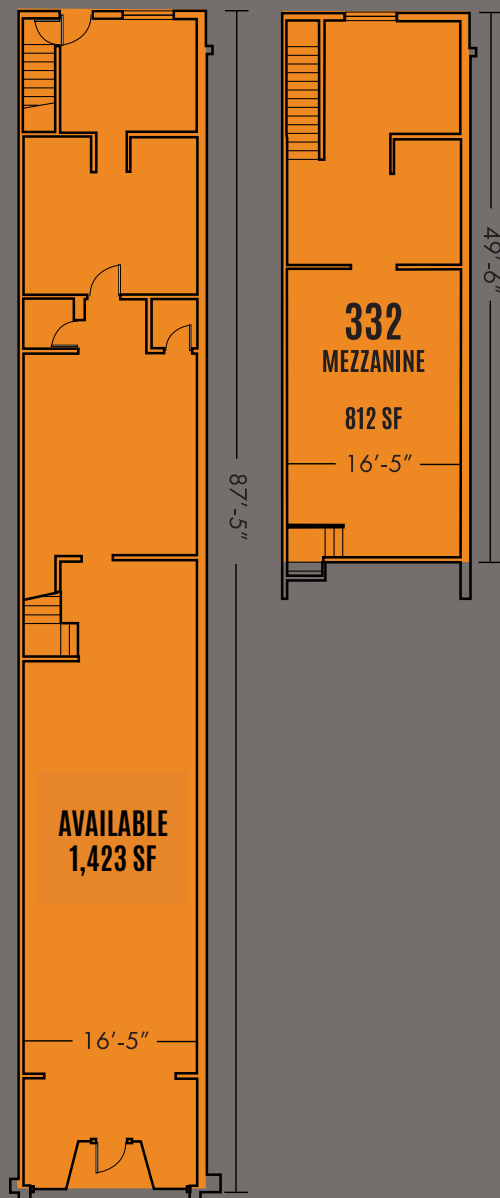 332
MEZZANINE
812 SF
16'-5"
49'-6"
87'-5"
AVAILABLE
1,423 SF
16'-5"